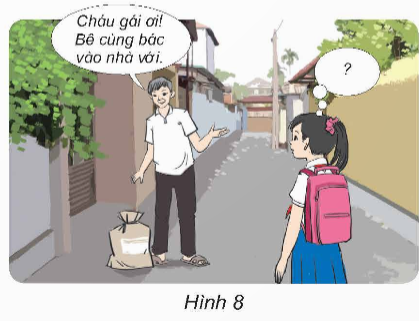 Cháu gái ơi!
Bê cùng bác
vào nhà với.
?
Hình 8